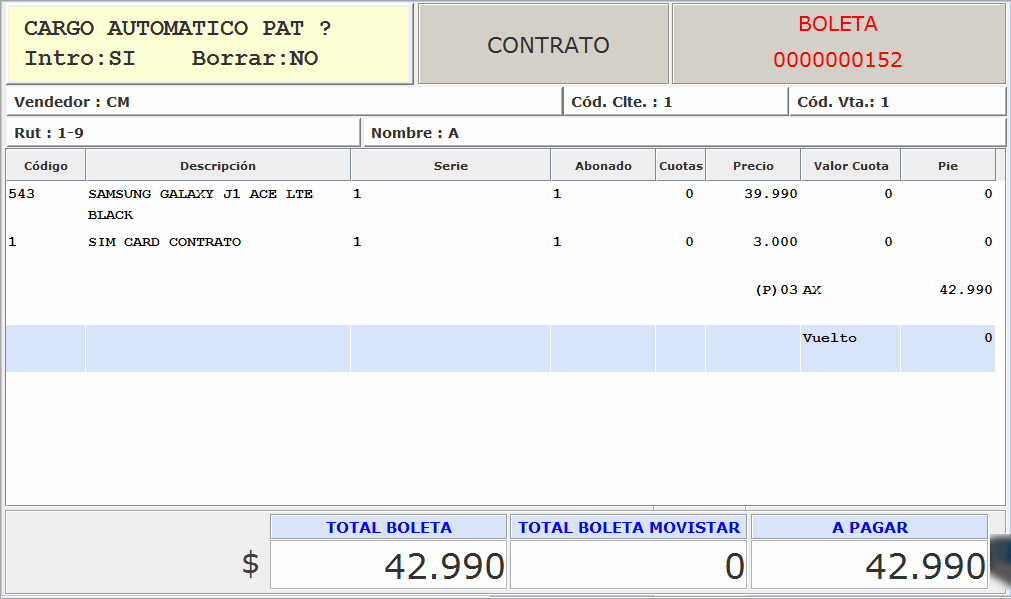 CARGO AUTOMATICO PAT ?
Intro:SI Borrar:NO
CONTRATO
BOLETA
0000000152
Vendedor : CM
Cód. Clte. : 1
Cód. Vta.: 1
Rut : 1-9
Nombre : A
Código Descripción Serie Abonado Cuotas Precio Valor Cuota Pie
543 SAMSUNG GALAXY J1 ACE LTE 1 1 0 39.990 0 0
BLACK
1 SIM CARD CONTRATO 1 1 0 3.000 0 0
(P)03 AX 42.990
Vuelto 0
TOTAL BOLETA TOTAL BOLETA MOVISTAR A PAGAR
$ 42.990 0 42.990